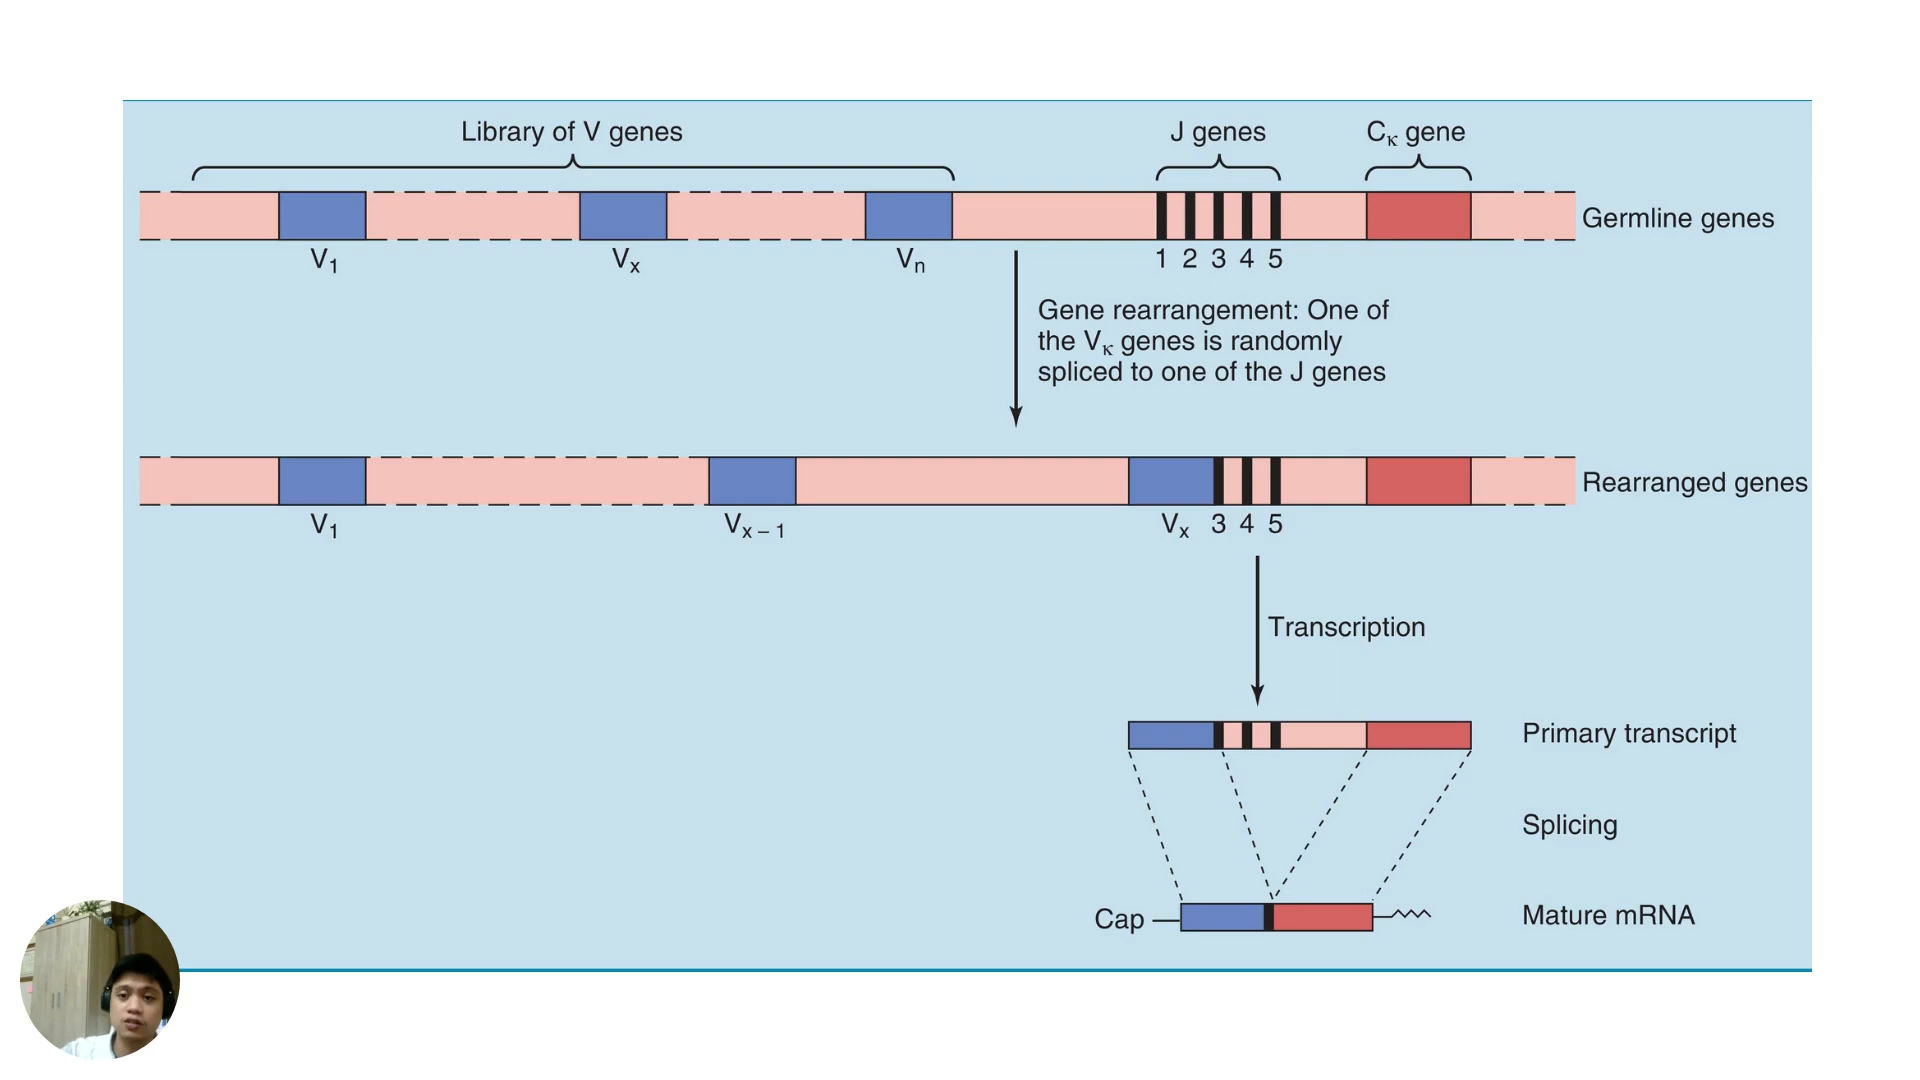 Library of V genes
J genes
Cκ gene
Germline genes
V1
Vx
Vn
1 2 3 4 5
Gene rearrangement: One of
the Vκ genes is randomly
spliced to one of the J genes
Rearranged genes
V1
Vx – 1
Vx
3 4 5
Transcription
Primary transcript
Splicing
Cap
Mature mRNA